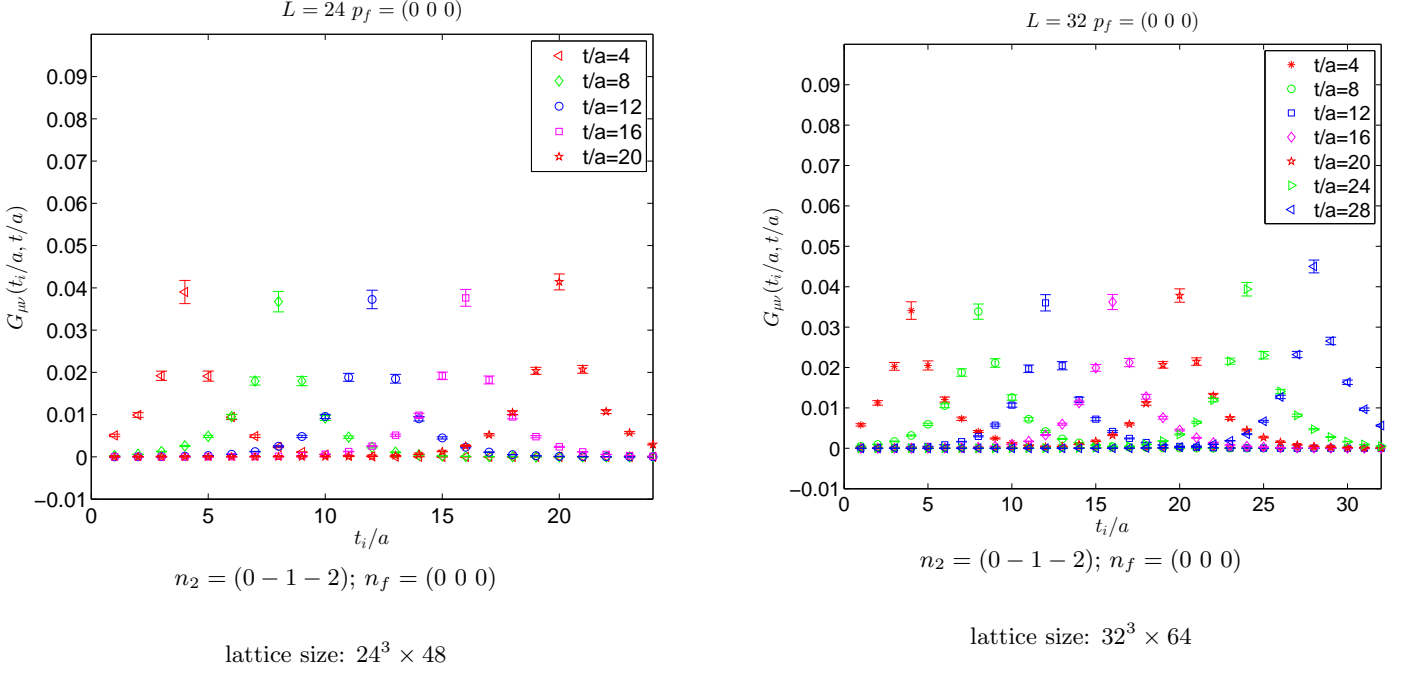 L = 24 p_f = (0 0 0)
G_{μν}(t_i/a, t/a)
0.09
0.08
0.07
0.06
0.05
0.04
0.03
0.02
0.01
0
−0.01
t/a=4
t/a=8
t/a=12
t/a=16
t/a=20
0 5 10 15 20
t_i/a
n_2 = (0 − 1 − 2); n_f = (0 0 0)
lattice size: 24^3 × 48
L = 32 p_f = (0 0 0)
G_{μν}(t_i/a, t/a)
0.09
0.08
0.07
0.06
0.05
0.04
0.03
0.02
0.01
0
−0.01
t/a=4
t/a=8
t/a=12
t/a=16
t/a=20
t/a=24
t/a=28
0 5 10 15 20 25 30
t_i/a
n_2 = (0 − 1 − 2); n_f = (0 0 0)
lattice size: 32^3 × 64